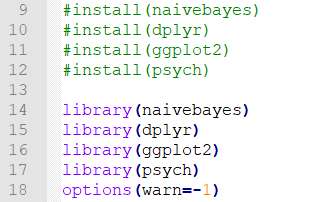 9 #install(naivebayes)
10 #install(dplyr)
11 #install(ggplot2)
12 #install(psych)
13
14 library(naivebayes)
15 library(dplyr)
16 library(ggplot2)
17 library(psych)
18 options(warn=-1)